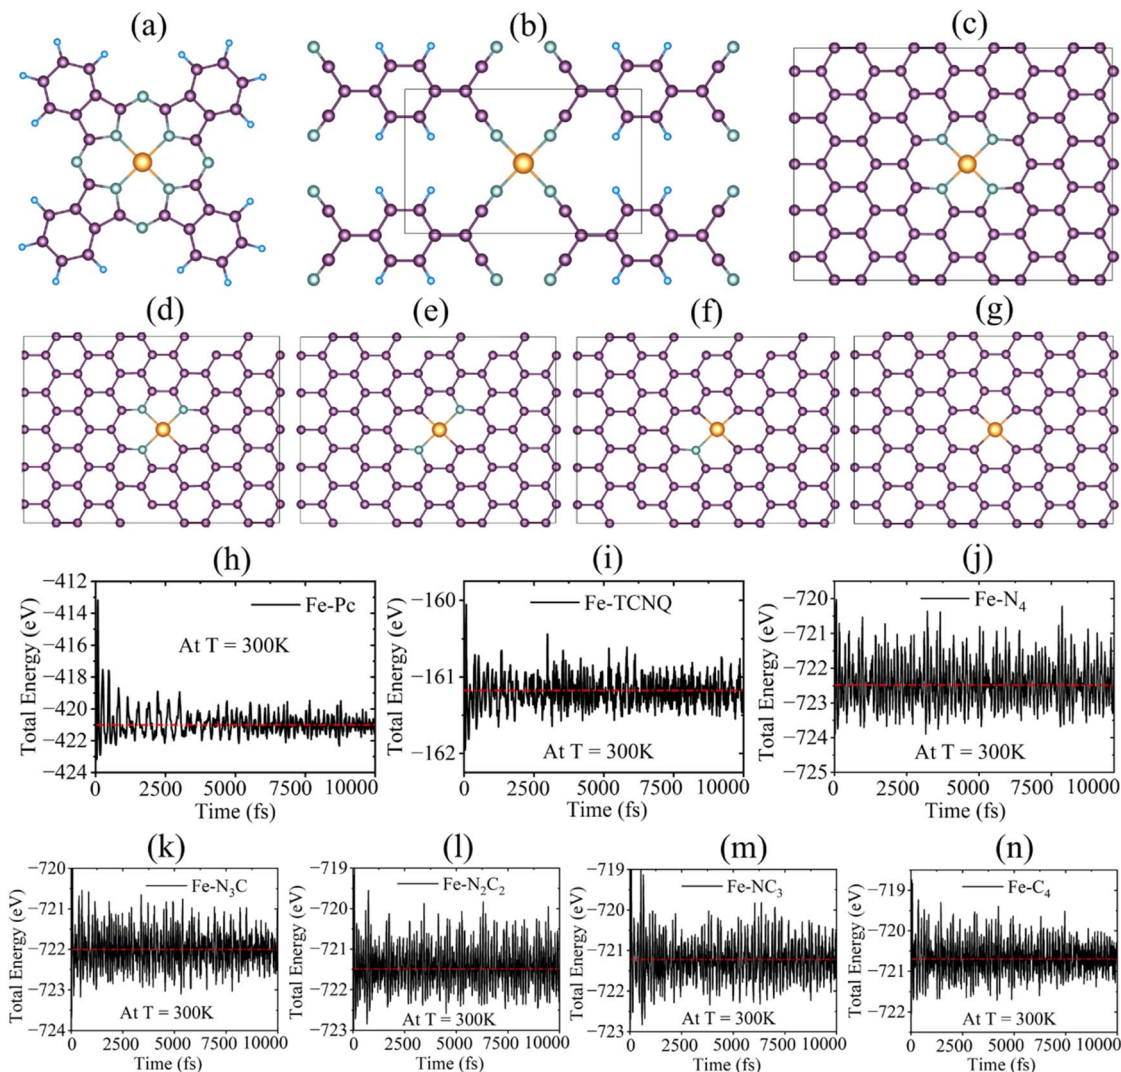 (a)
(b)
(c)
(d)
(e)
(f)
(g)
(h)
Total Energy (eV)
−412
−414
−416
−418
−420
−422
−424
Fe-Pc
At T = 300K
0 2500 5000 7500 10000
Time (fs)
(i)
Total Energy (eV)
−160
−161
−162
Fe-TCNQ
At T = 300K
0 2500 5000 7500 10000
Time (fs)
(j)
Total Energy (eV)
−720
−721
−722
−723
−724
−725
Fe-N₄
At T = 300K
0 2500 5000 7500 10000
Time (fs)
(k)
Total Energy (eV)
−720
−721
−722
−723
−724
Fe-N₃C
At T = 300K
0 2500 5000 7500 10000
Time (fs)
(l)
Total Energy (eV)
−719
−720
−721
−722
−723
Fe-N₂C₂
At T = 300K
0 2500 5000 7500 10000
Time (fs)
(m)
Total Energy (eV)
−719
−720
−721
−722
−723
Fe-NC₃
At T = 300K
0 2500 5000 7500 10000
Time (fs)
(n)
Total Energy (eV)
−719
−720
−721
−722
Fe-C₄
At T = 300K
0 2500 5000 7500 10000
Time (fs)